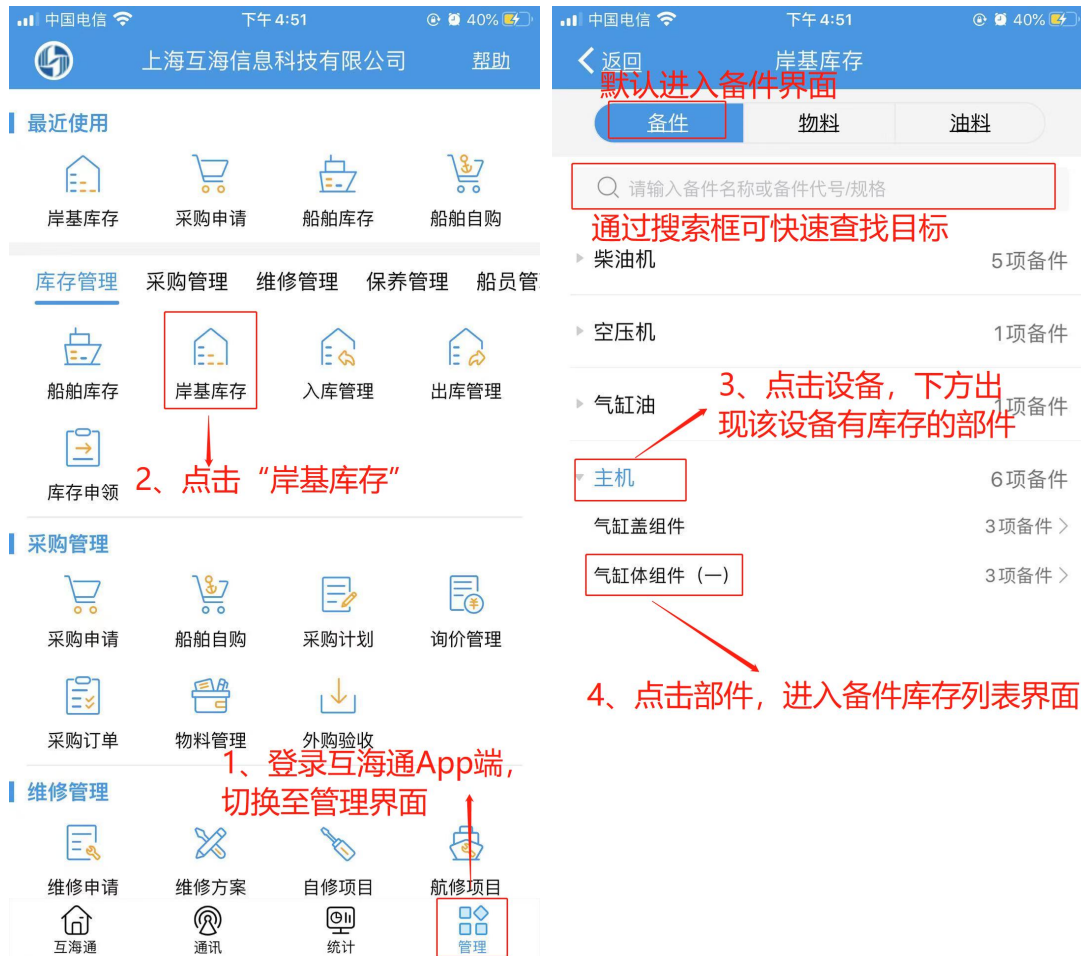 中国电信 下午4:51 40%
上海互海信息科技有限公司 帮助
最近使用
岸基库存 采购申请 船舶库存 船舶自购
库存管理 采购管理 维修管理 保养管理 船员管
船舶库存 岸基库存 入库管理 出库管理
库存申领
2、点击“岸基库存”
采购管理
采购申请 船舶自购 采购计划 询价管理
采购订单 物料管理 外购验收
1、登录互海通App端，
切换至管理界面
维修管理
维修申请 维修方案 自修项目 航修项目
互海通 通讯 统计 管理
中国电信 下午4:51 40%
返回 岸基库存
默认进入备件界面
备件 物料 油料
请输入备件名称或备件代号/规格
通过搜索框可快速查找目标
柴油机 5项备件
空压机 1项备件
3、点击设备，下方出
现该设备有库存的部件
气缸油 1项备件
主机 6项备件
气缸盖组件 3项备件
气缸体组件（一） 3项备件
4、点击部件，进入备件库存列表界面